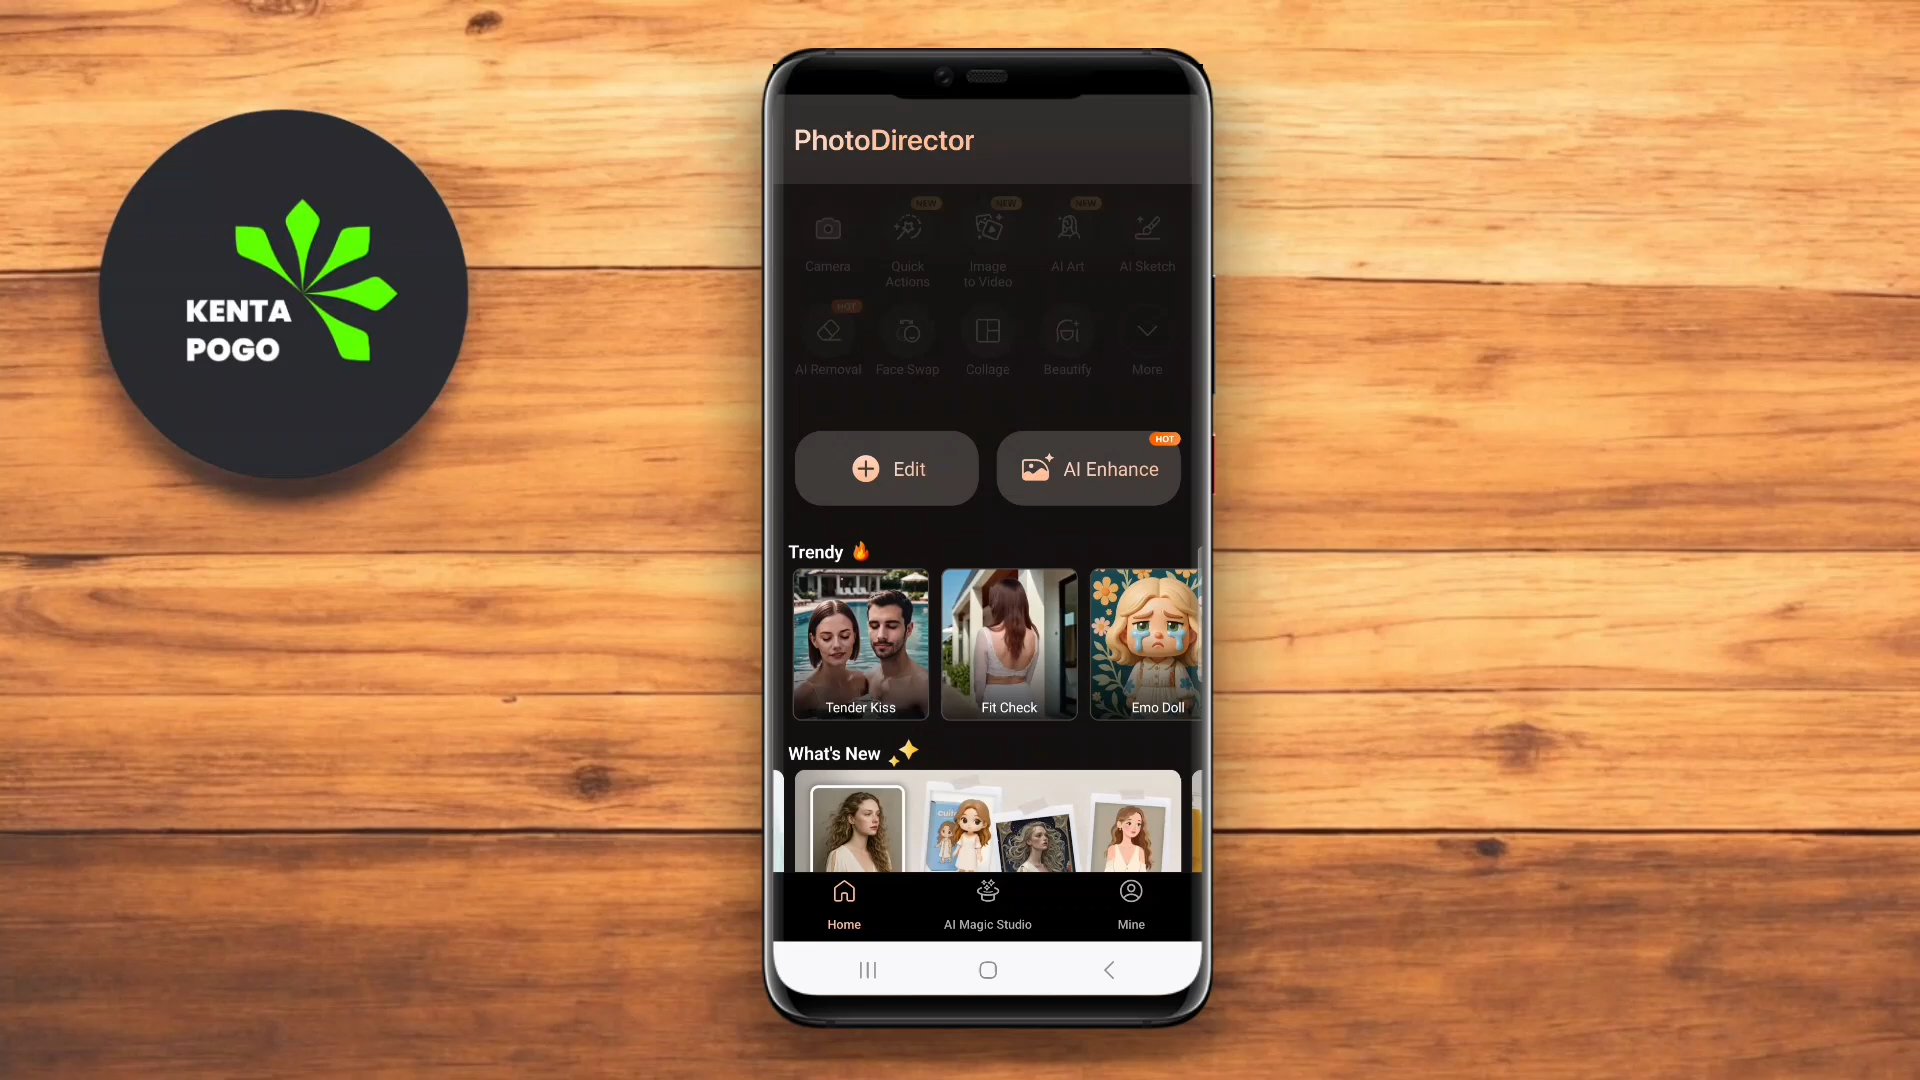 KENTA
POGO
PhotoDirector
NEW NEW NEW
Camera Quick Actions Image to Video AI Art AI Sketch
HOT
AI Removal Face Swap Collage Beautify More
HOT
Edit AI Enhance
Trendy
Tender Kiss Fit Check Emo Doll
What's New
Home AI Magic Studio Mine